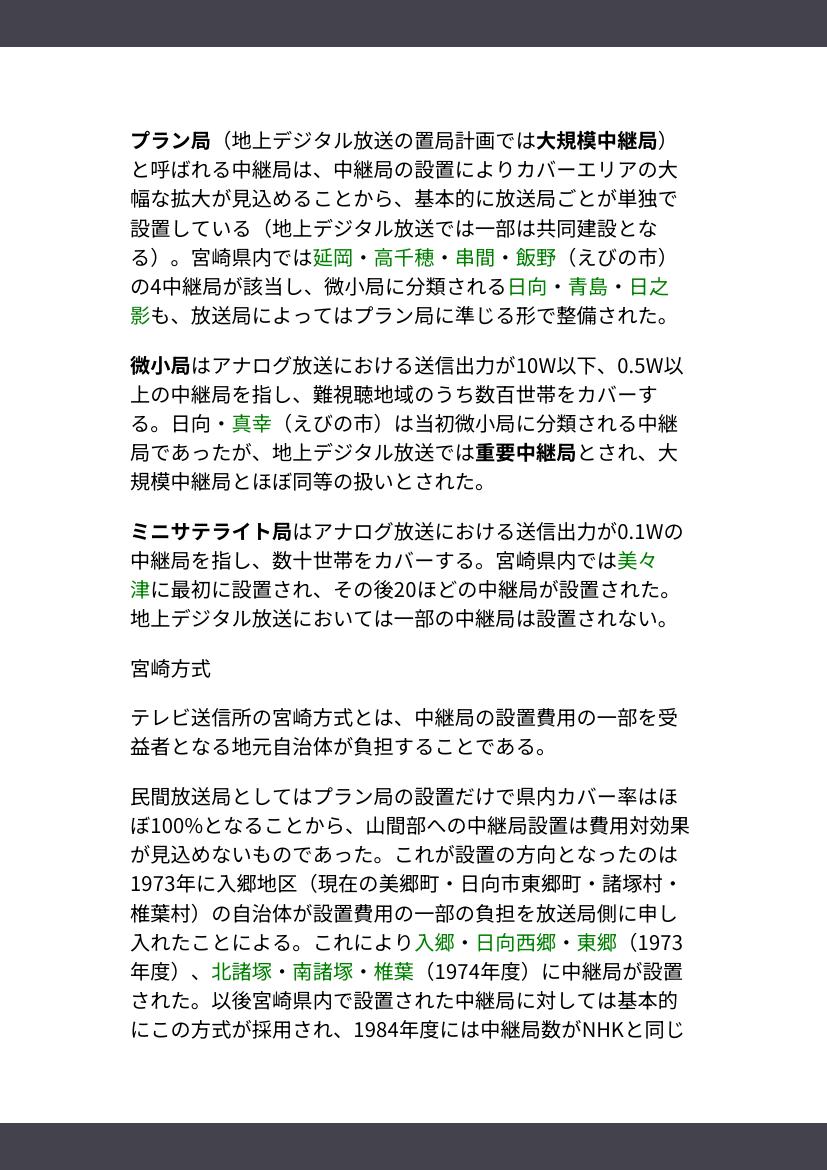 プラン局（地上デジタル放送の置局計画では大規模中継局）
と呼ばれる中継局は、中継局の設置によりカバーエリアの大
幅な拡大が見込めることから、基本的に放送局ごとが単独で
設置している（地上デジタル放送では一部は共同建設とな
る）。宮崎県内では延岡・高千穂・串間・飯野（えびの市）
の4中継局が該当し、微小局に分類される日向・青島・日之
影も、放送局によってはプラン局に準じる形で整備された。
微小局はアナログ放送における送信出力が10W以下、0.5W以
上の中継局を指し、難視聴地域のうち数百世帯をカバーす
る。日向・真幸（えびの市）は当初微小局に分類される中継
局であったが、地上デジタル放送では重要中継局とされ、大
規模中継局とほぼ同等の扱いとされた。
ミニサテライト局はアナログ放送における送信出力が0.1Wの
中継局を指し、数十世帯をカバーする。宮崎県内では美々
津に最初に設置され、その後20ほどの中継局が設置された。
地上デジタル放送においては一部の中継局は設置されない。
宮崎方式
テレビ送信所の宮崎方式とは、中継局の設置費用の一部を受
益者となる地元自治体が負担することである。
民間放送局としてはプラン局の設置だけで県内カバー率はほ
ぼ100%となることから、山間部への中継局設置は費用対効果
が見込めないものであった。これが設置の方向となったのは
1973年に入郷地区（現在の美郷町・日向市東郷町・諸塚村・
椎葉村）の自治体が設置費用の一部の負担を放送局側に申し
入れたことによる。これにより入郷・日向西郷・東郷（1973
年度）、北諸塚・南諸塚・椎葉（1974年度）に中継局が設置
された。以後宮崎県内で設置された中継局に対しては基本的
にこの方式が採用され、1984年度には中継局数がNHKと同じ